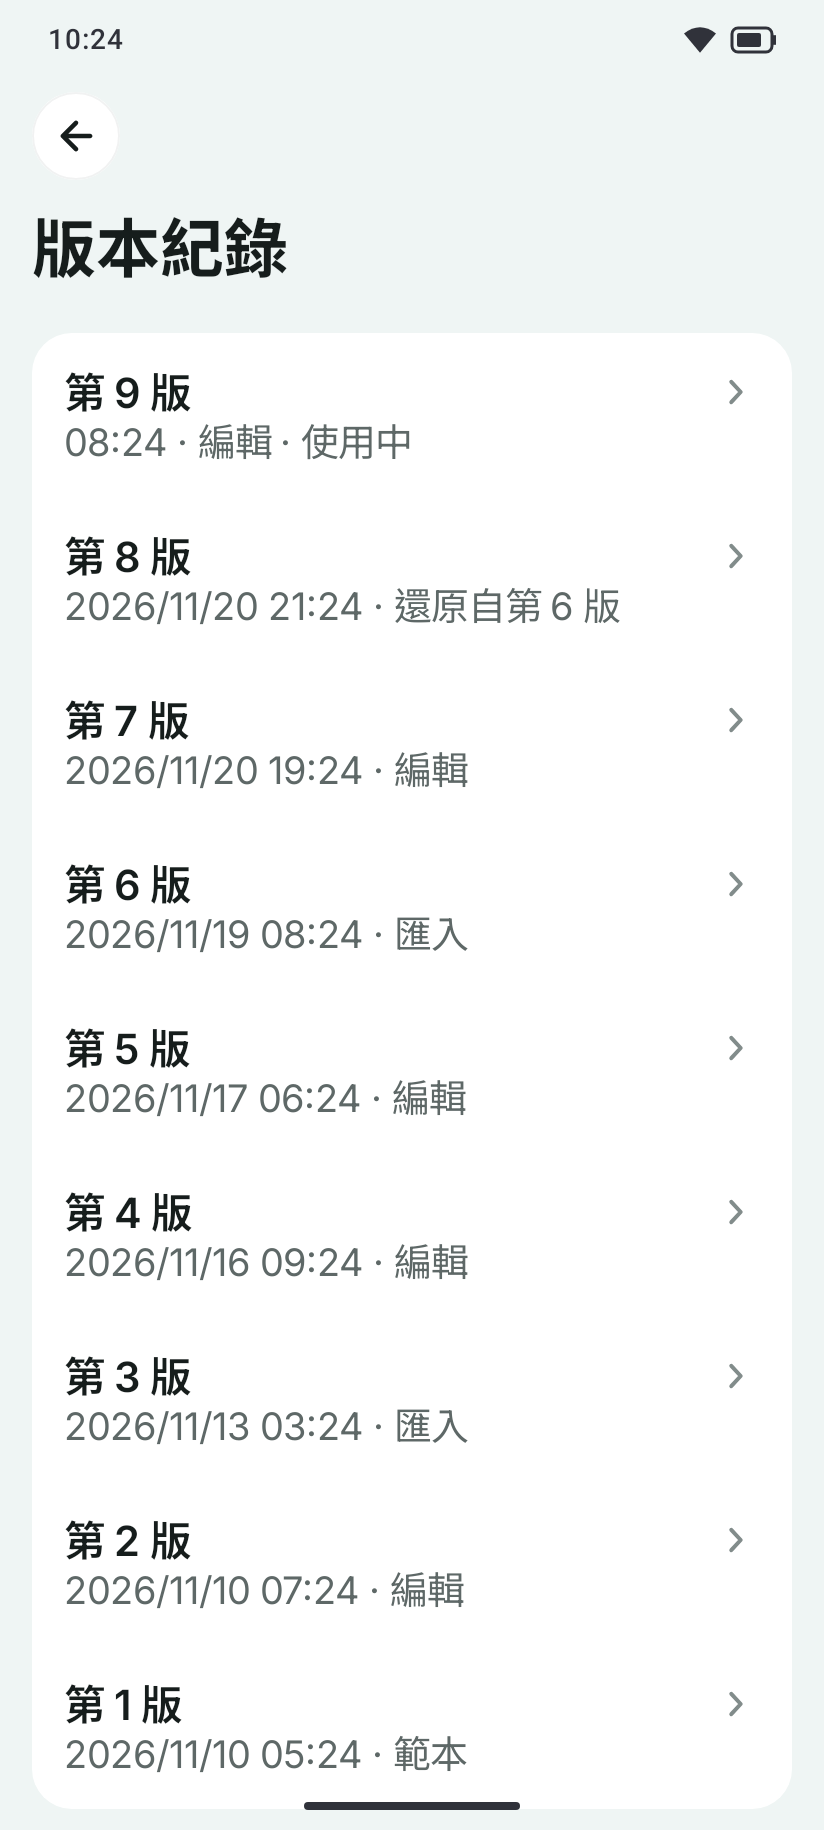 10:24
版本紀錄
第 9 版
08:24 · 編輯 · 使用中
第 8 版
2026/11/20 21:24 · 還原自第 6 版
第 7 版
2026/11/20 19:24 · 編輯
第 6 版
2026/11/19 08:24 · 匯入
第 5 版
2026/11/17 06:24 · 編輯
第 4 版
2026/11/16 09:24 · 編輯
第 3 版
2026/11/13 03:24 · 匯入
第 2 版
2026/11/10 07:24 · 編輯
第 1 版
2026/11/10 05:24 · 範本